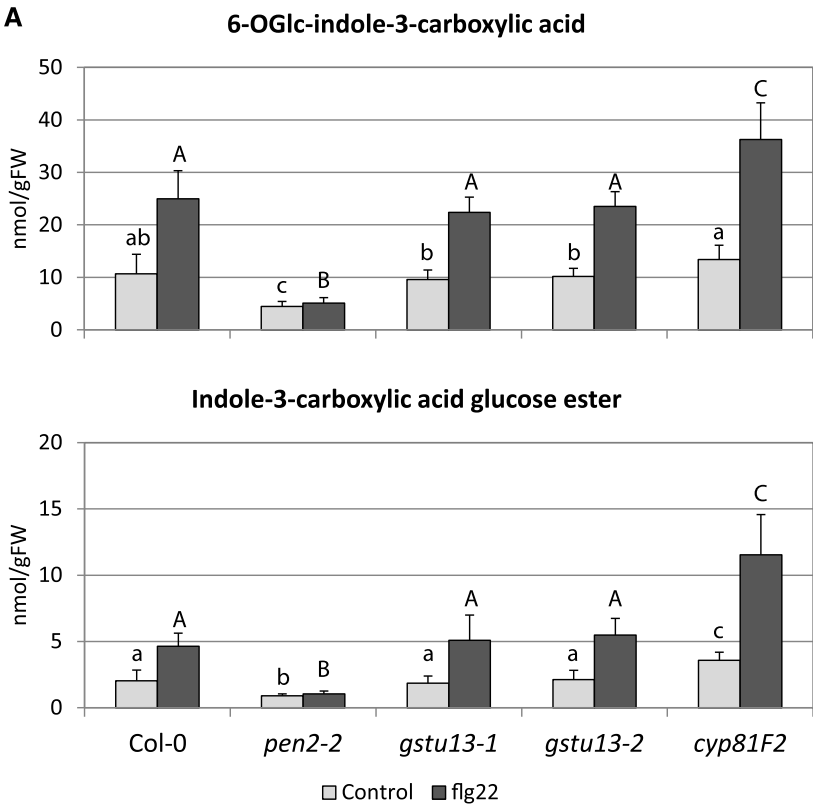 A
6-OGlc-indole-3-carboxylic acid
nmol/gFW
50
40
30
20
10
0
ab
A
c
B
b
A
b
A
a
C
Indole-3-carboxylic acid glucose ester
nmol/gFW
20
15
10
5
0
a
A
b
B
a
A
a
A
c
C
Col-0 pen2-2 gstu13-1 gstu13-2 cyp81F2
Control flg22